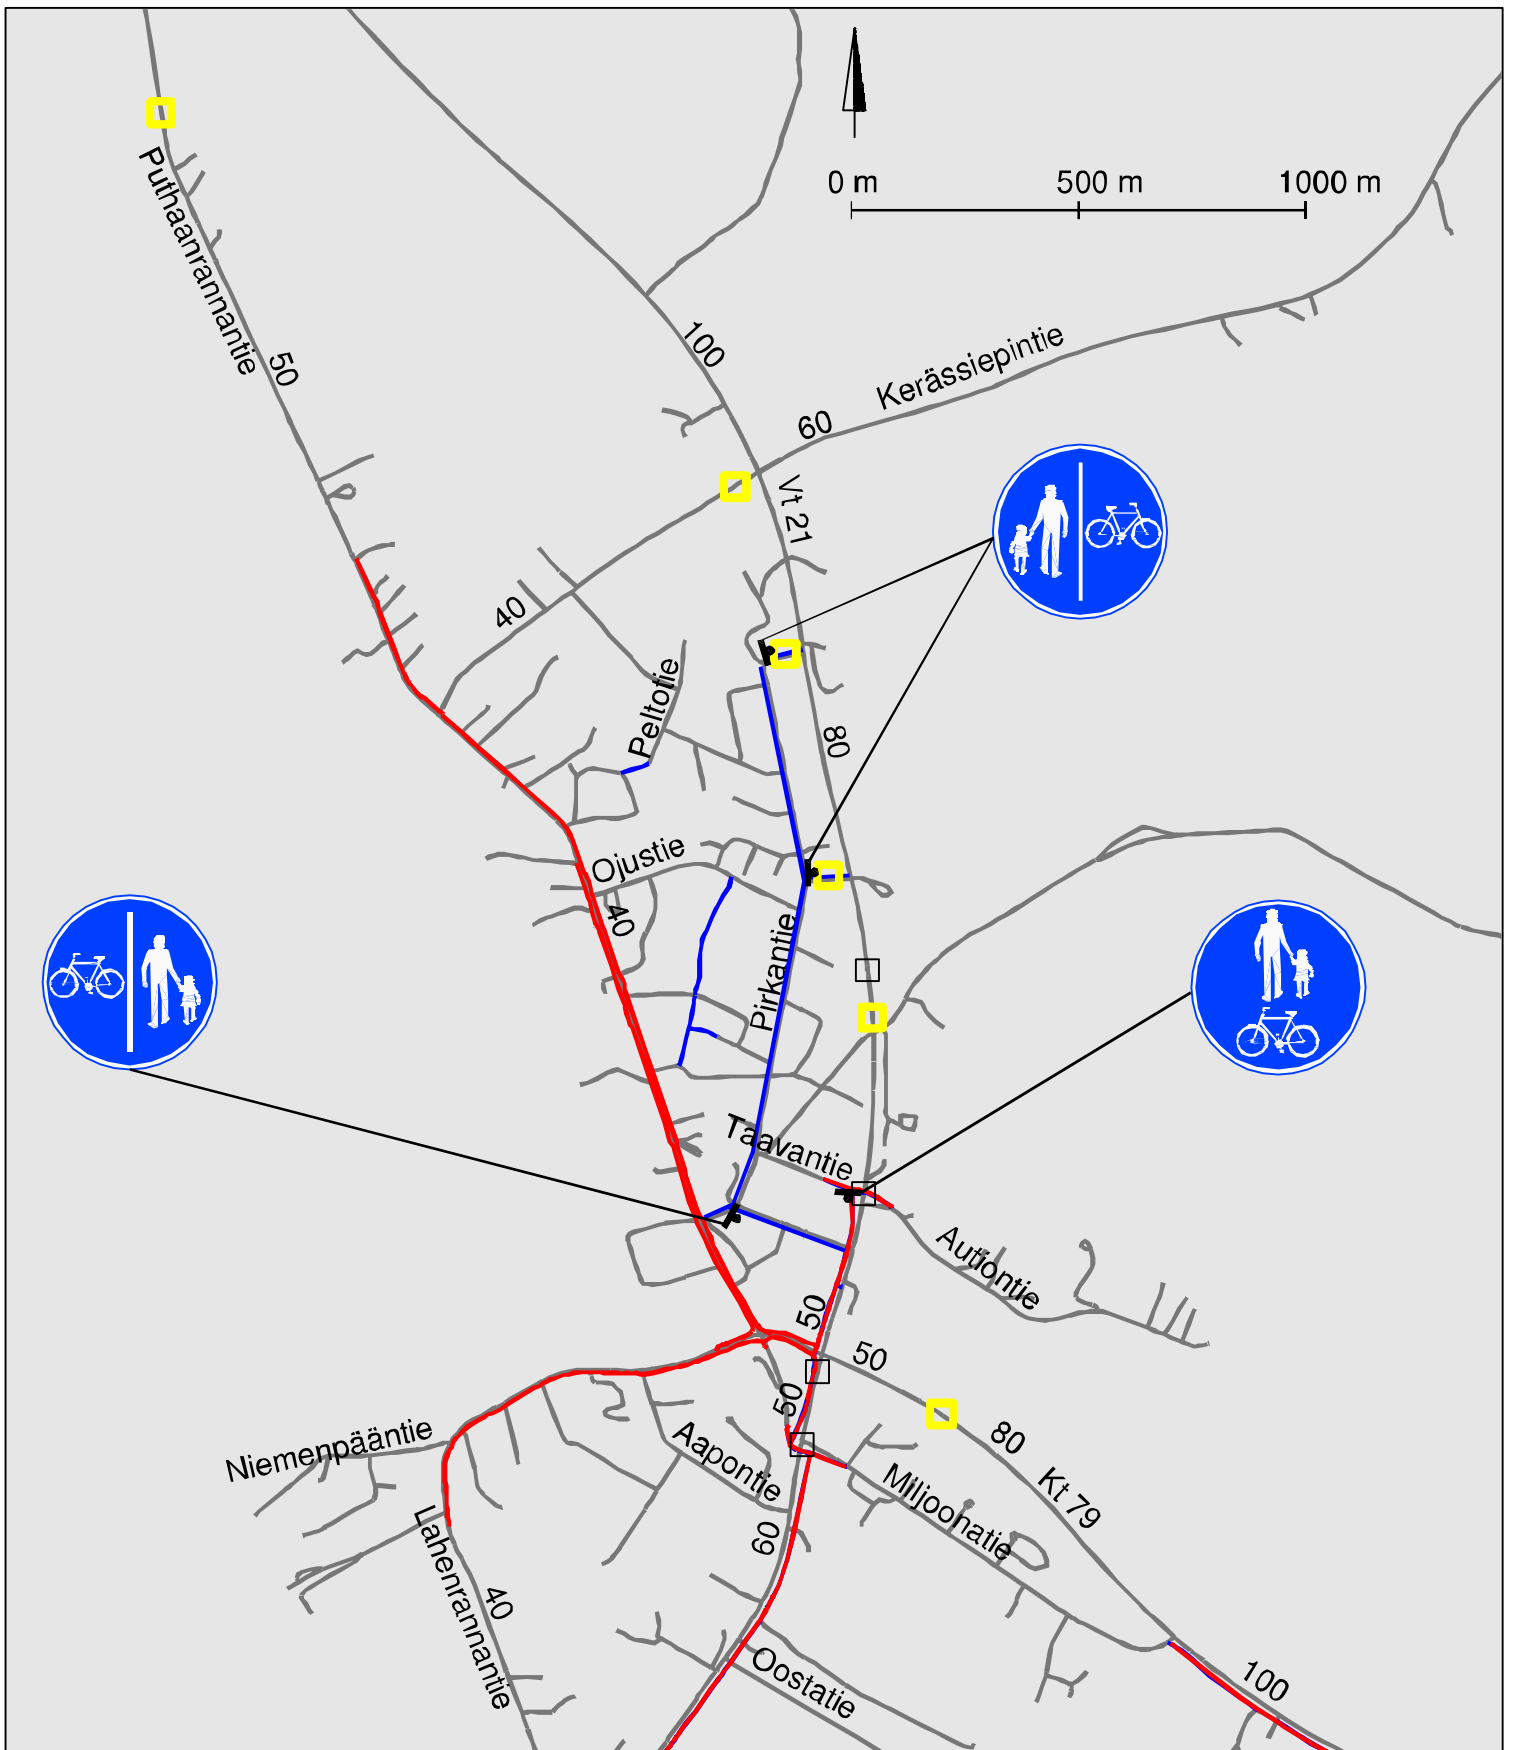 0 m 500 m 1000 m
Puthaanrannantie
50
100
Kerässiepintie
60
Vt 21
40
Peltotie
80
Ojustie
40
Pirkantie
Taavantie
Autiontie
50
50
50
80
Kt 79
Niemenpääntie
Aapontie
Miljoonatie
60
Lahenrannantie
40
Oostatie
100